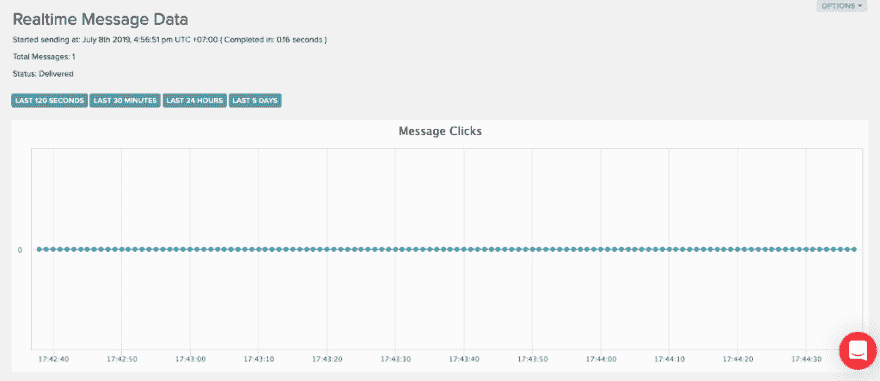 OPTIONS
Realtime Message Data
Started sending at: July 8th 2019, 4:56:51 pm UTC +07:00 ( Completed in: 0.16 seconds )
Total Messages: 1
Status: Delivered
LAST 120 SECONDS LAST 30 MINUTES LAST 24 HOURS LAST 5 DAYS
Message Clicks
0
17:42:40 17:42:50 17:43:00 17:43:10 17:43:20 17:43:30 17:43:40 17:43:50 17:44:00 17:44:10 17:44:20 17:44:30